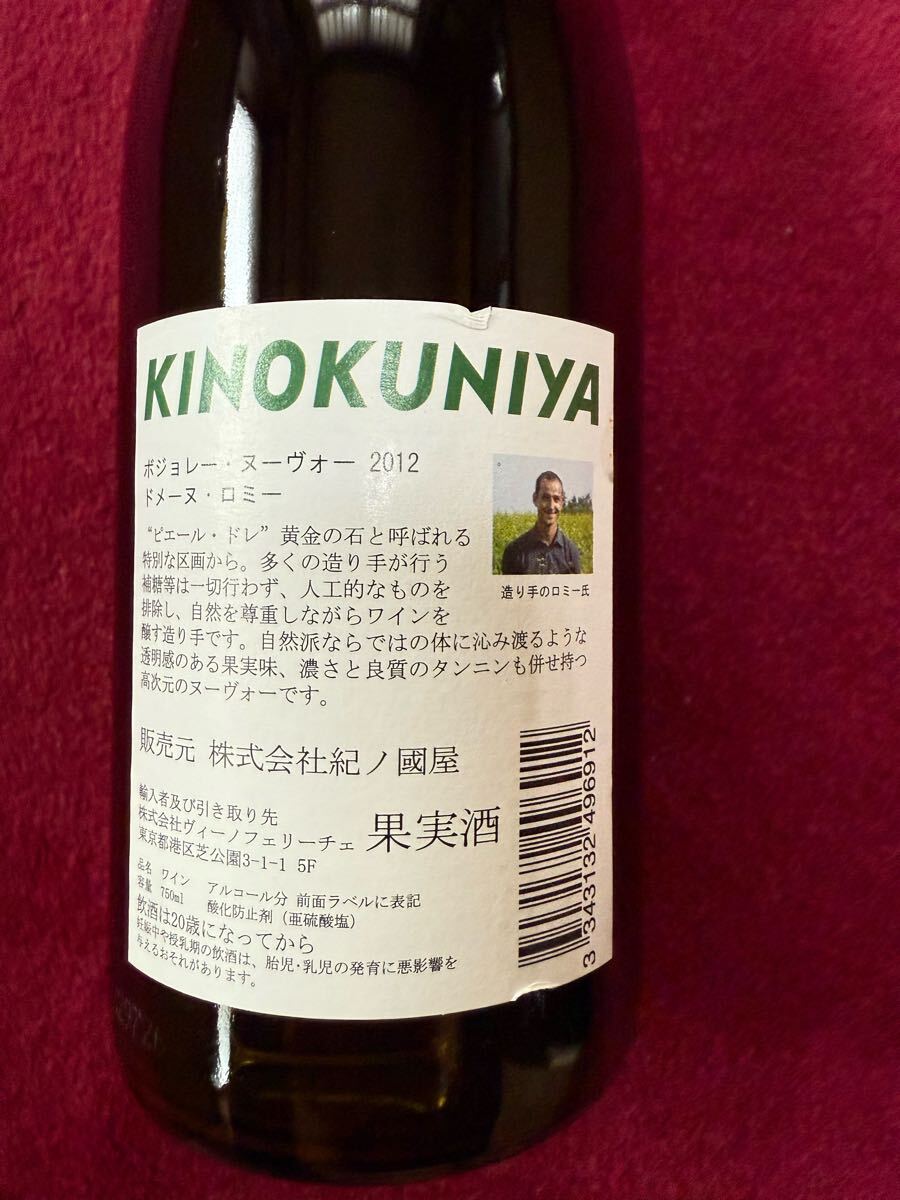 KINOKUNIYA
ボジョレー・ヌーヴォー 2012
ドメーヌ・ロミー
“ピエール・ドレ” 黄金の石と呼ばれる
特別な区画から。多くの造り手が行う
補糖等は一切行わず、人工的なものを
排除し、自然を尊重しながらワインを
醸す造り手です。自然派ならではの体に沁み渡るような
透明感のある果実味、濃さと良質のタンニンも併せ持つ
高次元のヌーヴォーです。
造り手のロミー氏
販売元 株式会社紀ノ國屋
輸入者及び引き取り先
株式会社ヴィーノフェリーチェ
東京都港区芝公園3-1-1 5F
果実酒
品名 ワイン アルコール分 前面ラベルに表記
容量 750ml 酸化防止剤（亜硫酸塩）
飲酒は20歳になってから
妊娠中や授乳期の飲酒は、胎児・乳児の発育に悪影響を
与えるおそれがあります。
3 343132 496912